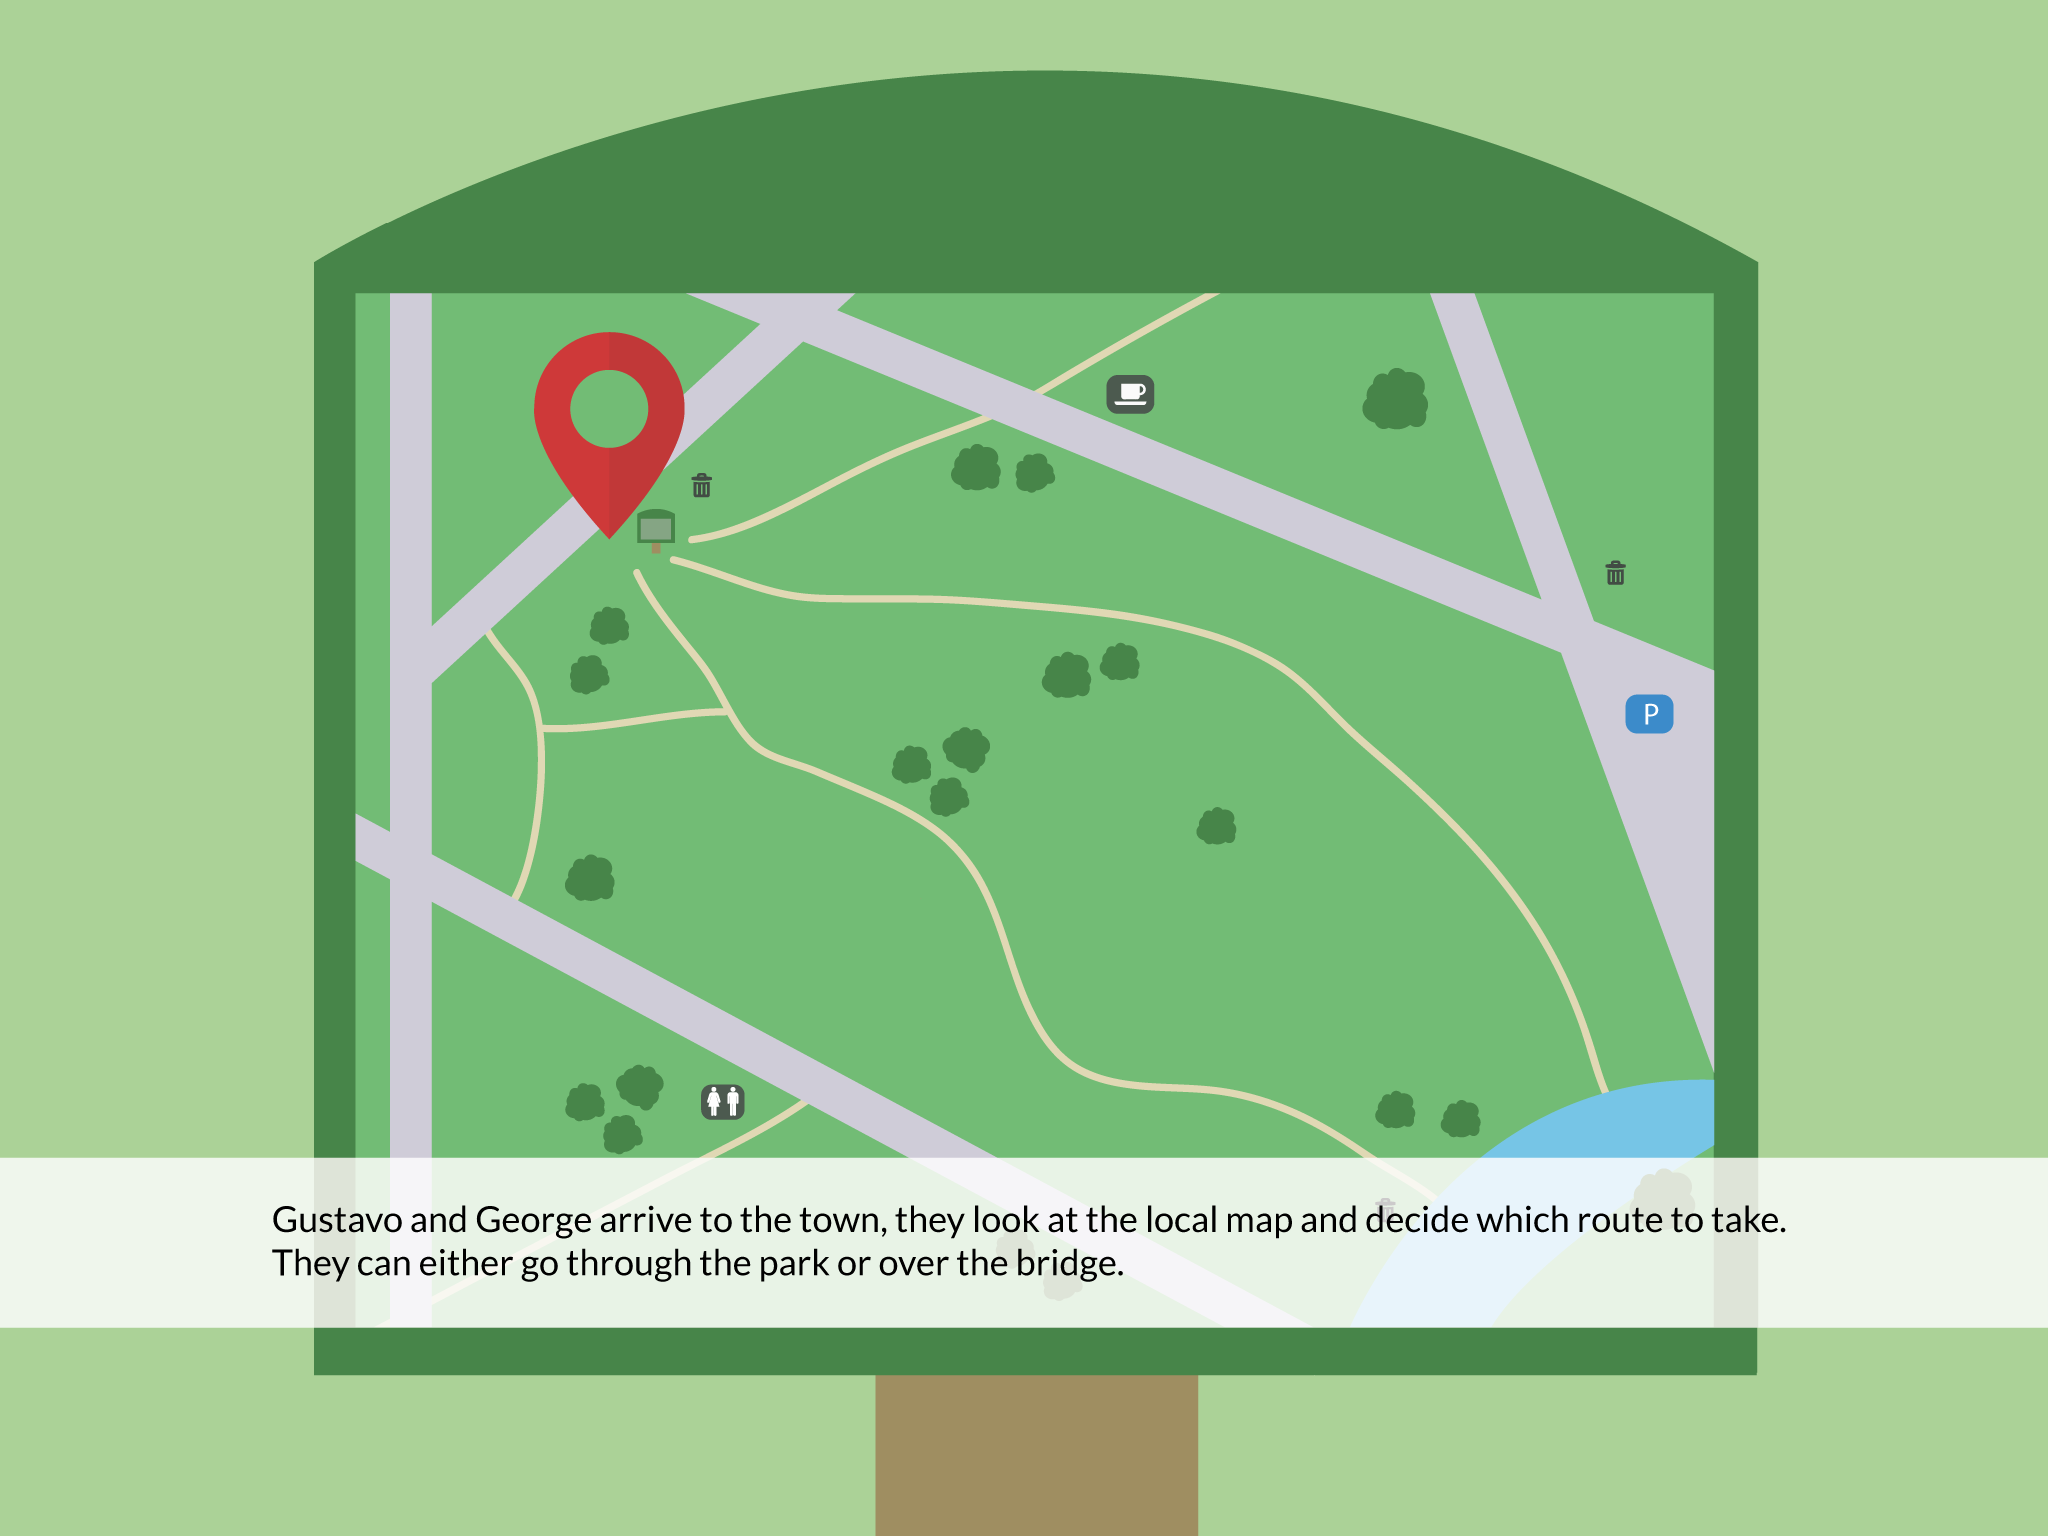 P
Gustavo and George arrive to the town, they look at the local map and decide which route to take.
They can either go through the park or over the bridge.